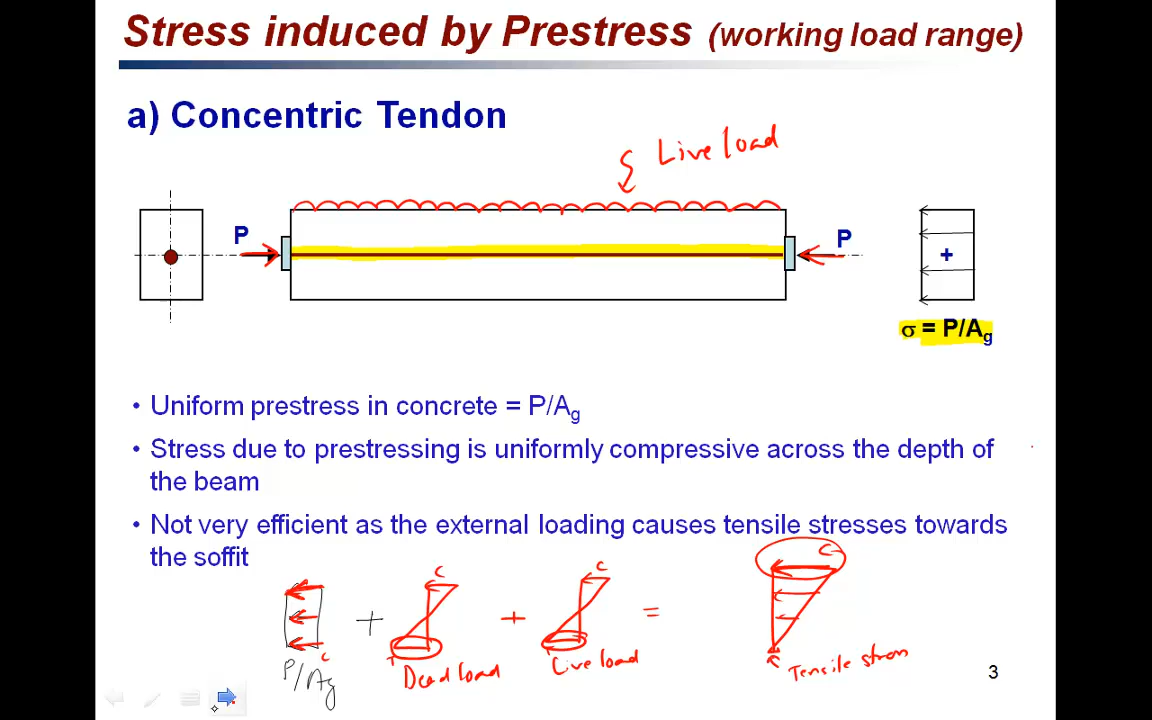 Stress induced by Prestress (working load range)
a) Concentric Tendon
Live load
P
P
+
σ = P/Ag
• Uniform prestress in concrete = P/Ag
• Stress due to prestressing is uniformly compressive across the depth of
the beam
• Not very efficient as the external loading causes tensile stresses towards
the soffit
C
C
C
+
+
=
C
P/Ag
T
Dead load
T
Live load
Tensile stress
3